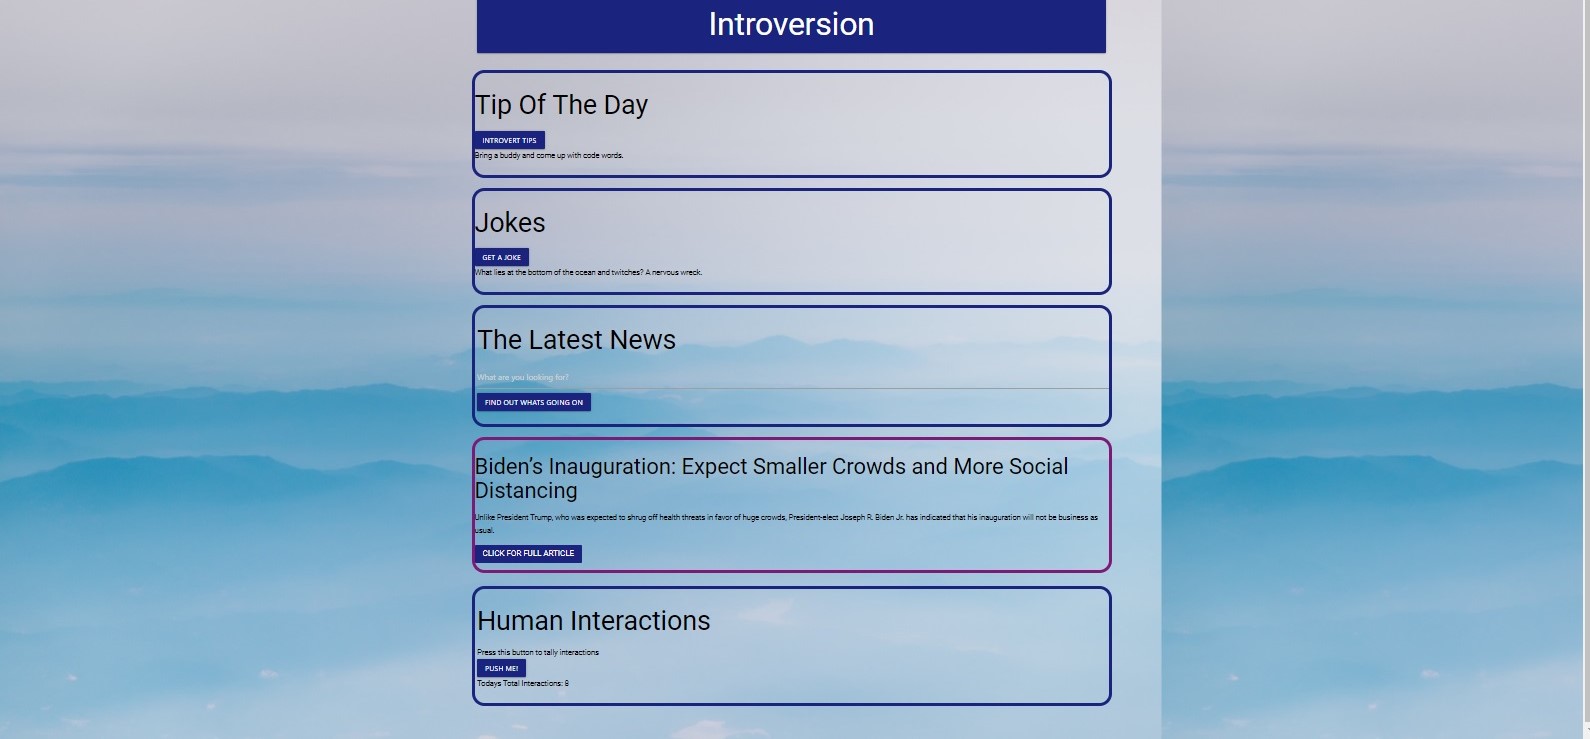 Introversion
Tip Of The Day
INTROVERT TIPS
Bring a buddy and come up with code words.
Jokes
GET A JOKE
What lies at the bottom of the ocean and twitches? A nervous wreck.
The Latest News
What are you looking for?
FIND OUT WHATS GOING ON
Biden’s Inauguration: Expect Smaller Crowds and More Social
Distancing
Unlike President Trump, who was expected to shrug off health threats in favor of huge crowds, President-elect Joseph R. Biden Jr. has indicated that his inauguration will not be business as
usual.
CLICK FOR FULL ARTICLE
Human Interactions
Press this button to tally interactions
PUSH ME!
Todays Total Interactions: 8